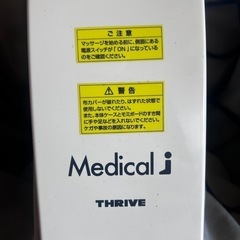 ご注意
マッサージを始める前に、側面にある
電源スイッチが「ON」になっている
のをご確認ください。
警告
布カバーが破れたり、はずれた状態で
使用しないでください。
また、本体ケースとモミボードのすき間
に手や足などを入れないでください。
ケガや事故の原因になります。
Medical J
THRIVE